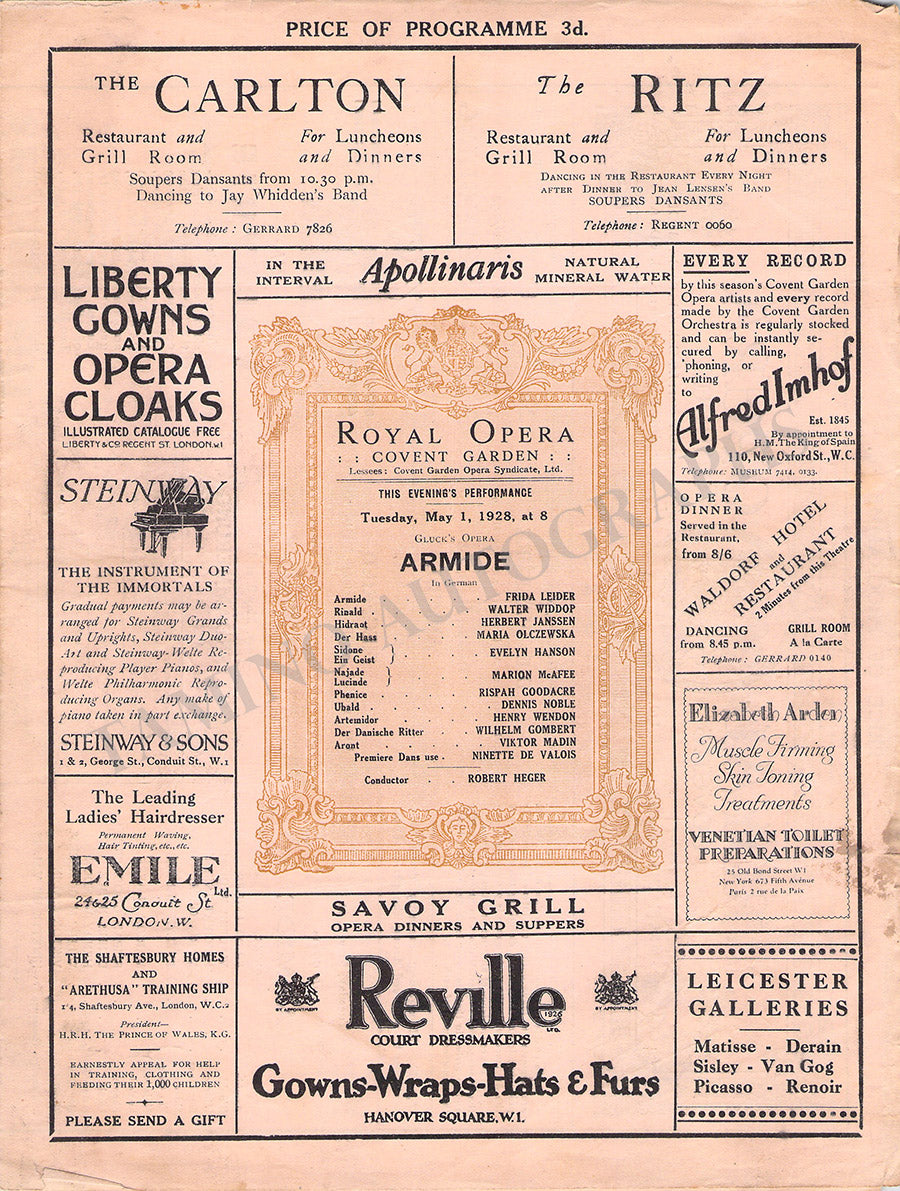 PRICE OF PROGRAMME 3d.
THE CARLTON
Restaurant and
Grill Room
For Luncheons
and Dinners
Soupers Dansants from 10.30 p.m.
Dancing to Jay Whidden's Band
Telephone : GERRARD 7826
The RITZ
Restaurant and
Grill Room
For Luncheons
and Dinners
DANCING IN THE RESTAURANT EVERY NIGHT
AFTER DINNER TO JEAN LENSEN'S BAND
SOUPERS DANSANTS
Telephone : REGENT 0060
LIBERTY
GOWNS
AND
OPERA
CLOAKS
ILLUSTRATED CATALOGUE FREE
LIBERTY & CO. REGENT ST. LONDON. W.1
IN THE
INTERVAL
Apollinaris
NATURAL
MINERAL WATER
EVERY RECORD
by this season's Covent Garden
Opera artists and every record
made by the Covent Garden
Orchestra is regularly stocked
and can be instantly se-
cured by calling,
'phoning, or
writing
to
Alfred Imhof
Est. 1845
By appointment to
H.M. The King of Spain
110, New Oxford St., W.C.
Telephone: MUSEUM 7414, 0133.
STEINWAY
THE INSTRUMENT OF
THE IMMORTALS
Gradual payments may be ar-
ranged for Steinway Grands
and Uprights, Steinway Duo-
Art and Steinway-Welte Re-
producing Player Pianos, and
Welte Philharmonic Repro-
ducing Organs. Any make of
piano taken in part exchange.
STEINWAY & SONS
1 & 2, George St., Conduit St., W.1
ROYAL OPERA
: : COVENT GARDEN : :
Lessees: Covent Garden Opera Syndicate, Ltd.
THIS EVENING'S PERFORMANCE
Tuesday, May 1, 1928, at 8
GLUCK'S OPERA
ARMIDE
In German
Armide . . . . FRIDA LEIDER
Rinald . . . . WALTER WIDDOP
Hidraot . . . . HERBERT JANSSEN
Der Hass . . . . MARIA OLCZEWSKA
Sidone
Ein Geist } . . . . EVELYN HANSON
Najade
Lucinde } . . . . MARION McAFEE
Phenice . . . . RISPAH GOODACRE
Ubald . . . . DENNIS NOBLE
Artemidor . . . . HENRY WENDON
Der Danische Ritter . . WILHELM GOMBERT
Aront . . . . VIKTOR MADIN
Premiere Dans use . NINETTE DE VALOIS
Conductor . . ROBERT HEGER
OPERA
DINNER
Served in the
Restaurant,
from 8/6
WALDORF HOTEL
and
RESTAURANT
2 Minutes from this Theatre
DANCING
from 8.45 p.m.
GRILL ROOM
A la Carte
Telephone : GERRARD 0140
Elizabeth Arden
Muscle Firming
Skin Toning
Treatments
VENETIAN TOILET
PREPARATIONS
25 Old Bond Street W1
New York 673 Fifth Avenue
Paris 2 rue de la Paix
The Leading
Ladies' Hairdresser
Permanent Waving,
Hair Tinting, etc., etc.
EMILE Ltd.
24 & 25 Conduit St.
LONDON. W.
SAVOY GRILL
OPERA DINNERS AND SUPPERS
THE SHAFTESBURY HOMES
AND
"ARETHUSA" TRAINING SHIP
164, Shaftesbury Ave., London, W.C.2
President—
H.R.H. THE PRINCE OF WALES, K.G.
EARNESTLY APPEAL FOR HELP
IN TRAINING, CLOTHING AND
FEEDING THEIR 1,000 CHILDREN
PLEASE SEND A GIFT
BY APPOINTMENT
Reville
1926
LTD.
BY APPOINTMENT
COURT DRESSMAKERS
Gowns-Wraps-Hats & Furs
HANOVER SQUARE, W.1.
LEICESTER
GALLERIES
Matisse - Derain
Sisley - Van Gog
Picasso - Renoir
TAMINO AUTOGRAPHS